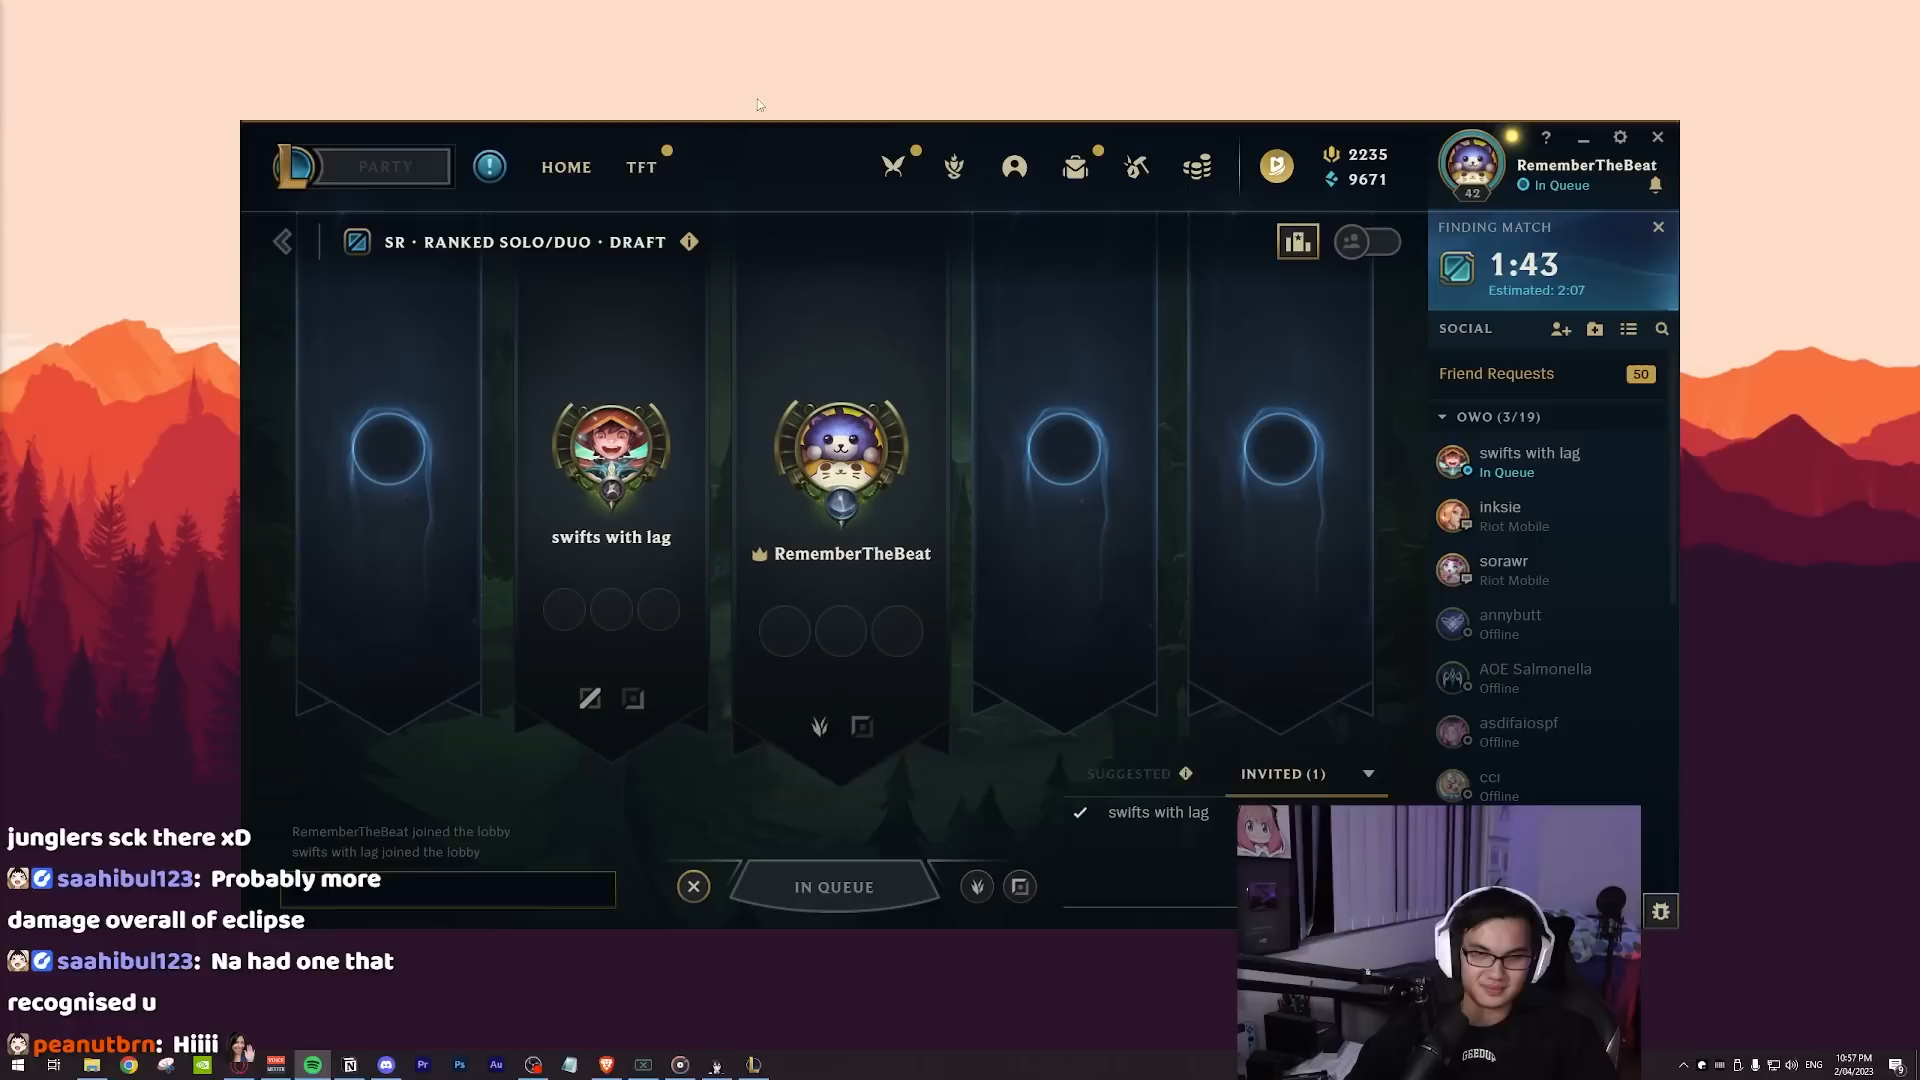 PARTY
HOME
TFT
2235
9671
42
RememberTheBeat
In Queue
SR • RANKED SOLO/DUO • DRAFT
FINDING MATCH
1:43
Estimated: 2:07
SOCIAL
Friend Requests
50
OWO (3/19)
swifts with lag
In Queue
inksie
Riot Mobile
sorawr
Riot Mobile
annybutt
Offline
AOE Salmonella
Offline
asdifaiospf
Offline
cci
Offline
swifts with lag
RememberTheBeat
SUGGESTED
INVITED (1)
swifts with lag
RememberTheBeat joined the lobby
swifts with lag joined the lobby
IN QUEUE
junglers sck there xD
saahibul123: Probably more
damage overall of eclipse
saahibul123: Na had one that
recognised u
peanutbrn: Hiiii
GEEDUP
Pr
Ps
Au
ENG
10:57 PM
2/04/2023